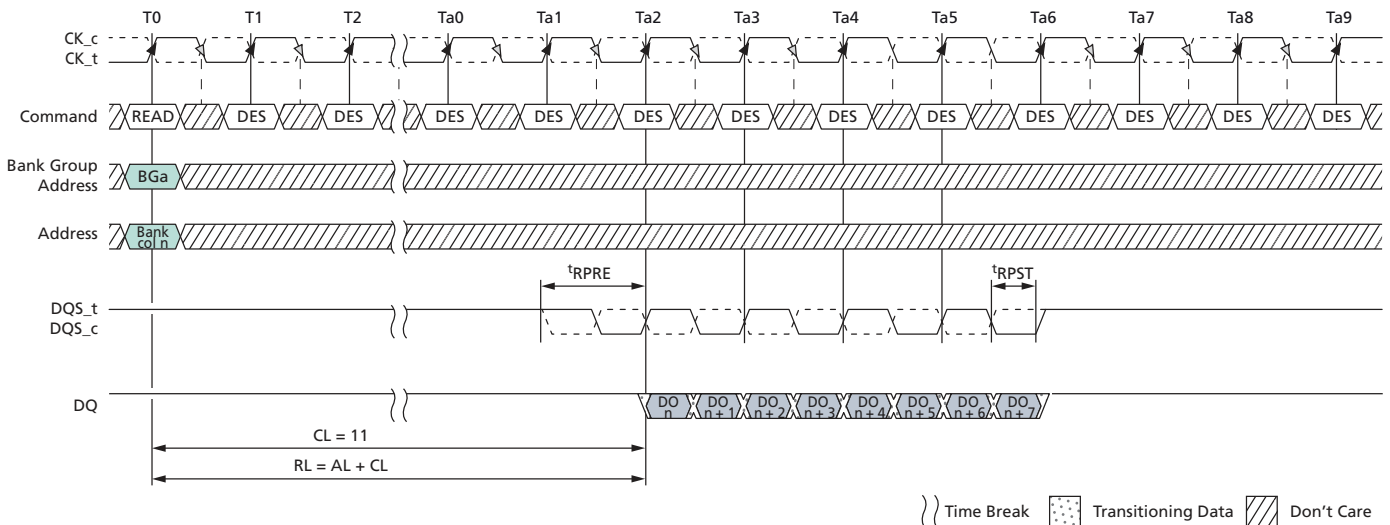 T0 T1 T2 Ta0 Ta1 Ta2 Ta3 Ta4 Ta5 Ta6 Ta7 Ta8 Ta9
CK_c
CK_t
Command READ DES DES DES DES DES DES DES DES DES DES DES DES
Bank Group
Address
BGa
Address
Bank
col n
tRPRE tRPST
DQS_t
DQS_c
DQ
DO n DO n + 1 DO n + 2 DO n + 3 DO n + 4 DO n + 5 DO n + 6 DO n + 7
CL = 11
RL = AL + CL
Time Break Transitioning Data Don't Care